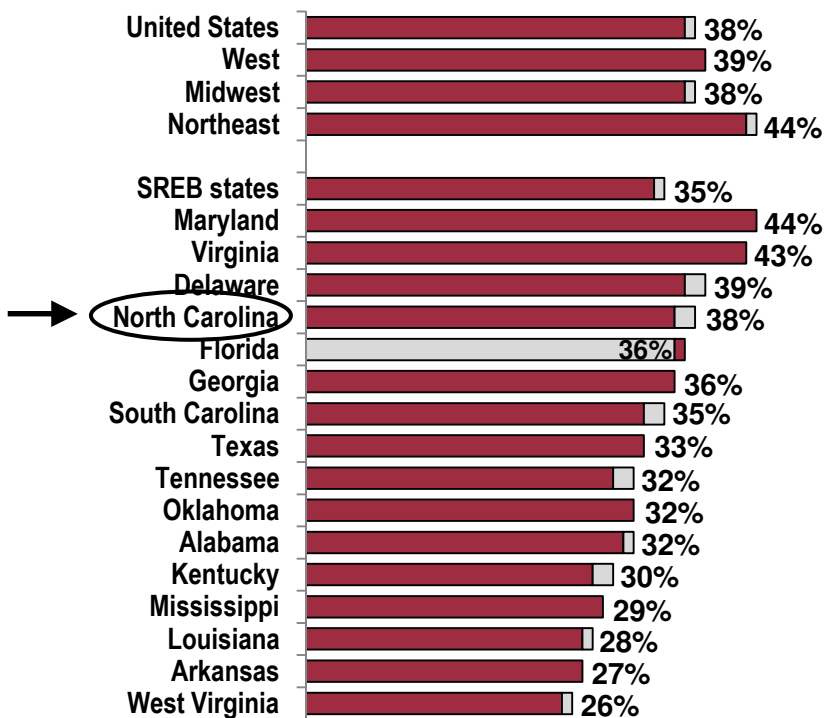 United States 38%
West 39%
Midwest 38%
Northeast 44%
SREB states 35%
Maryland 44%
Virginia 43%
Delaware 39%
North Carolina 38%
Florida 36%
Georgia 36%
South Carolina 35%
Texas 33%
Tennessee 32%
Oklahoma 32%
Alabama 32%
Kentucky 30%
Mississippi 29%
Louisiana 28%
Arkansas 27%
West Virginia 26%